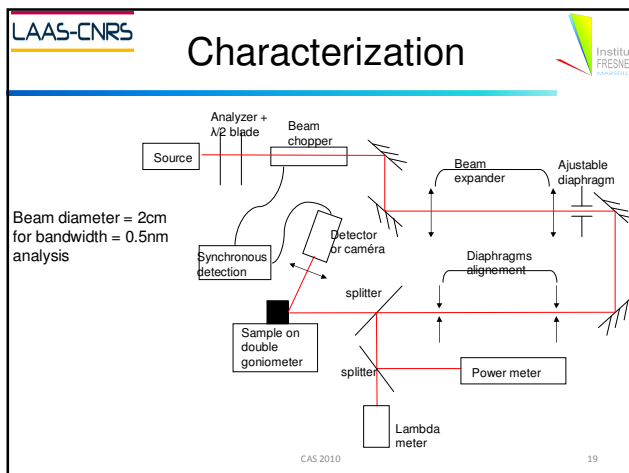 LAAS-CNRS
Characterization
Institu
FRESNE
MARSEILL
Analyzer +
λ/2 blade
Beam
chopper
Source
Beam
expander
Ajustable
diaphragm
Beam diameter = 2cm
for bandwidth = 0.5nm
analysis
Synchronous
detection
Detector
or caméra
Diaphragms
alignement
splitter
Sample on
double
goniometer
splitter
Power meter
Lambda
meter
CAS 2010
19